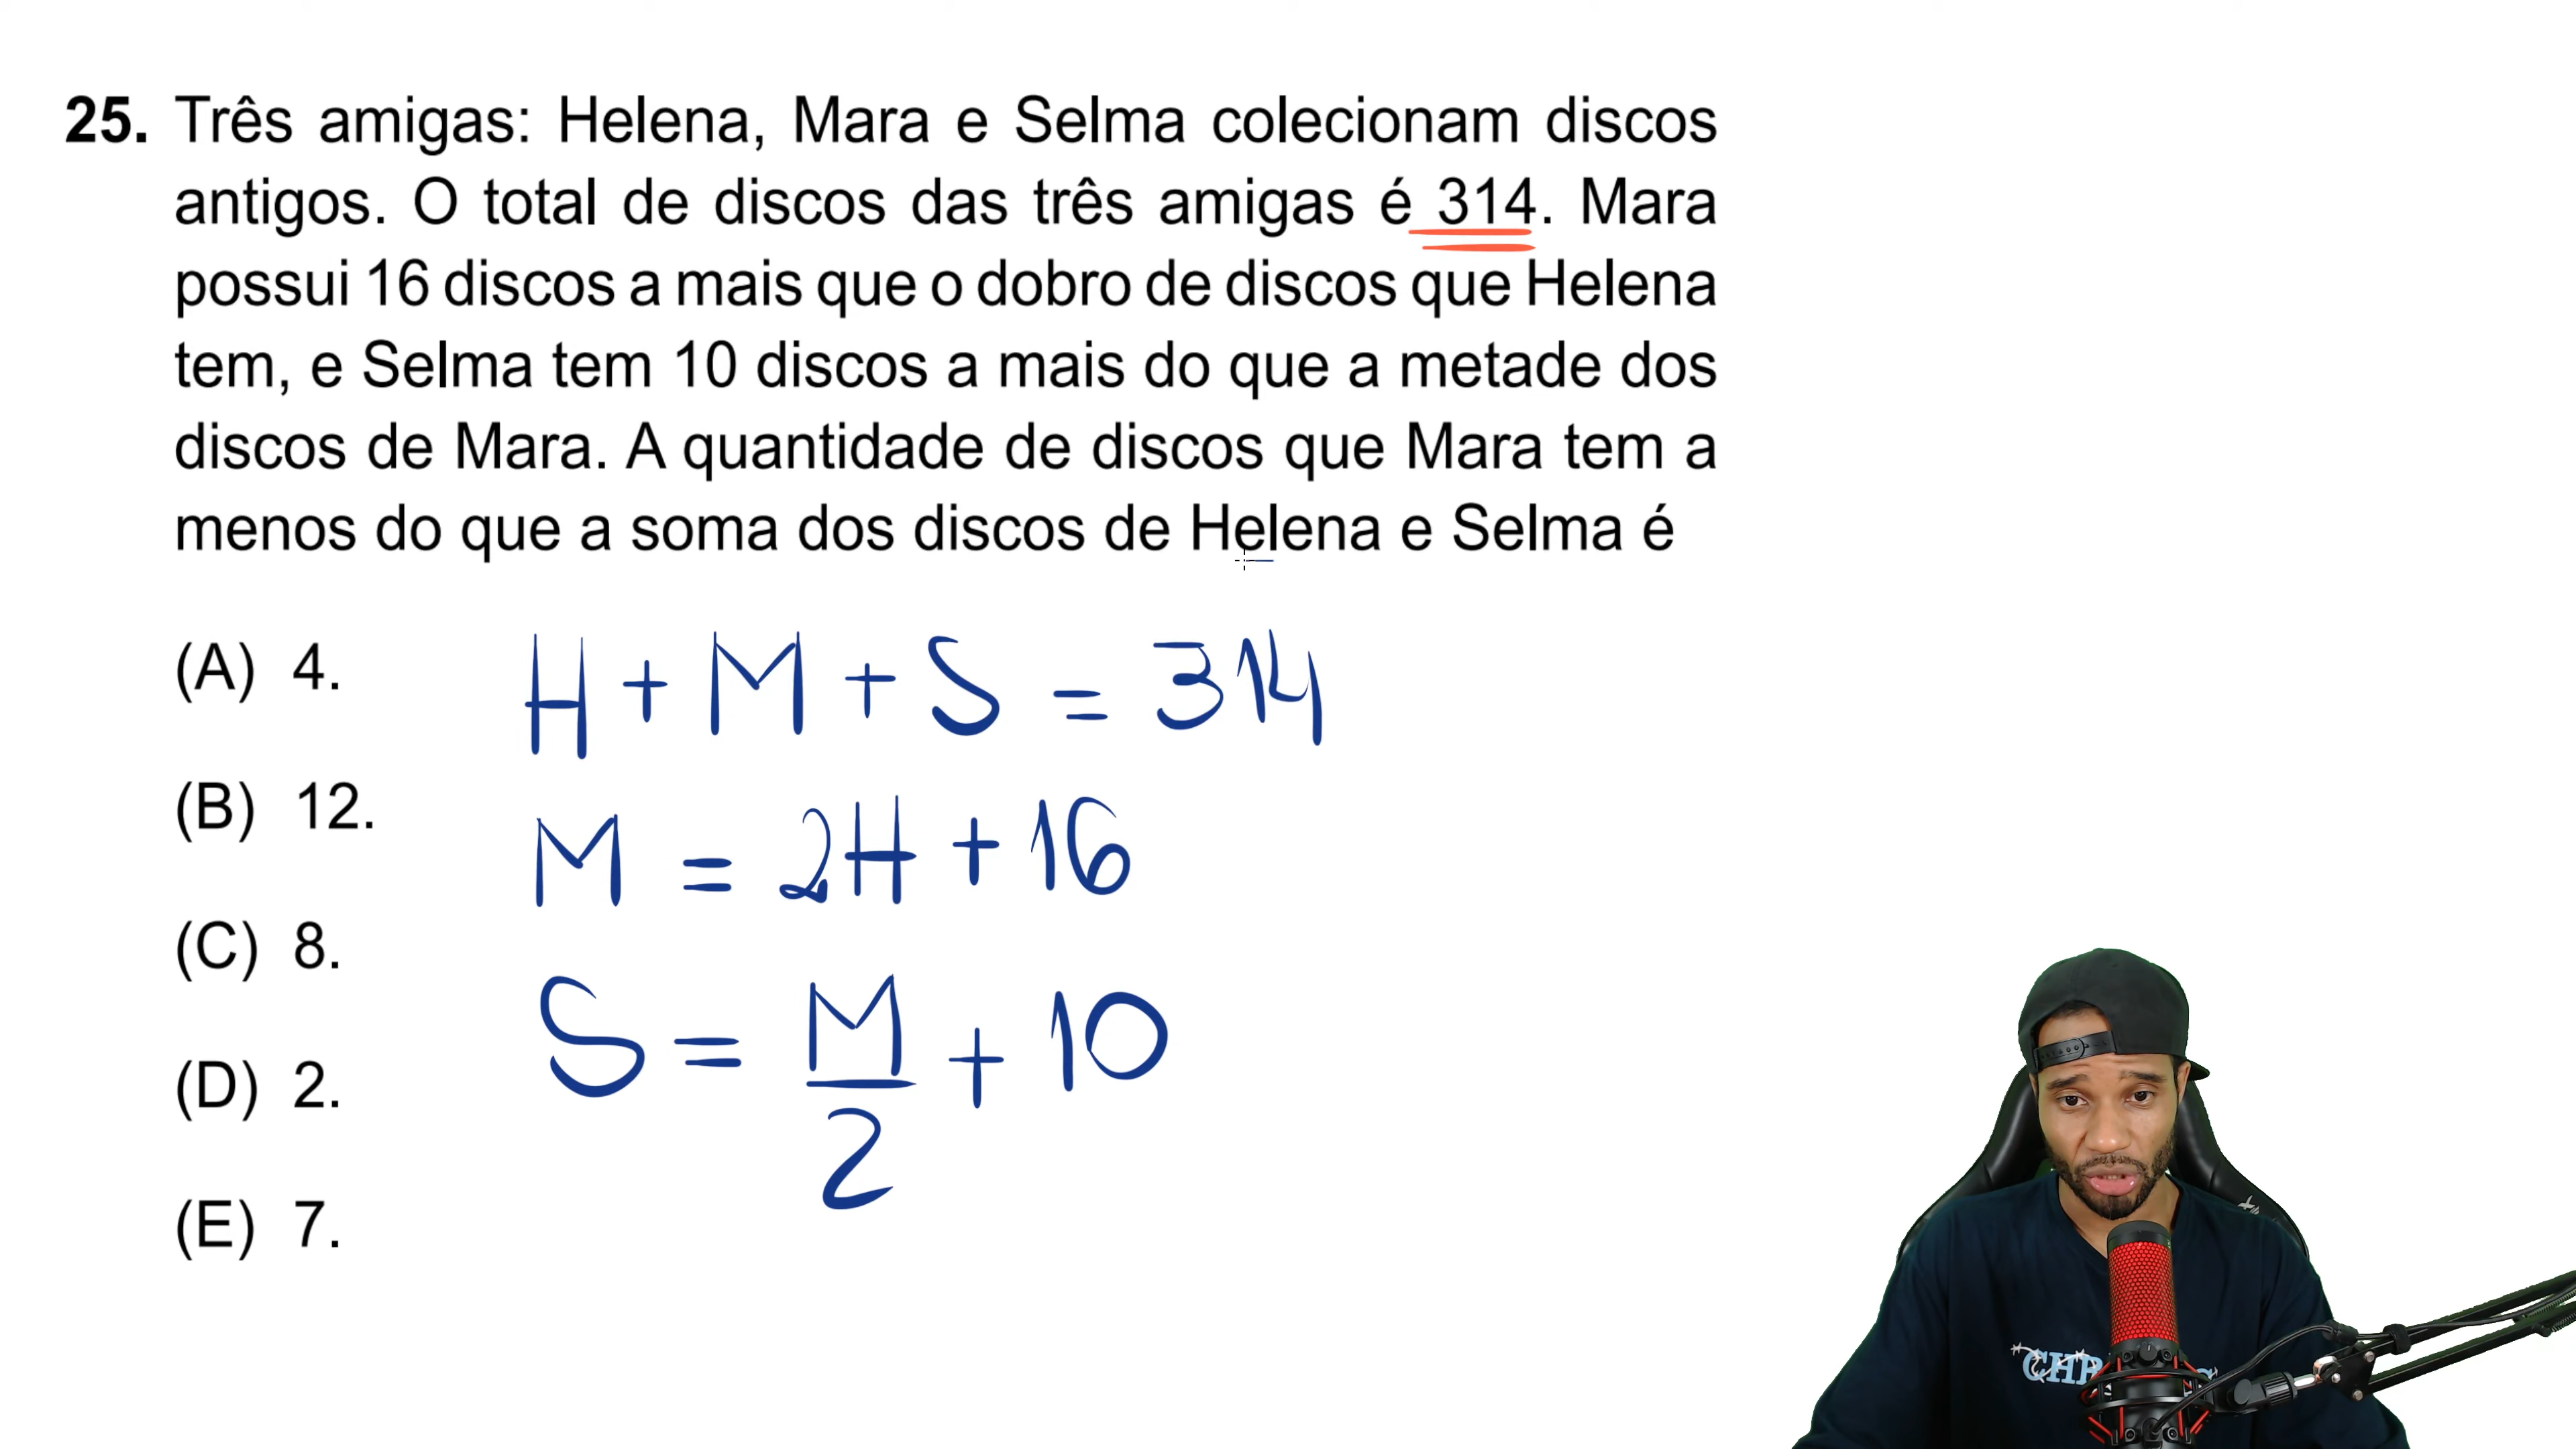 25. Três amigas: Helena, Mara e Selma colecionam discos
antigos. O total de discos das três amigas é 314. Mara
possui 16 discos a mais que o dobro de discos que Helena
tem, e Selma tem 10 discos a mais do que a metade dos
discos de Mara. A quantidade de discos que Mara tem a
menos do que a soma dos discos de Helena e Selma é
(A) 4.
(B) 12.
(C) 8.
(D) 2.
(E) 7.
H + M + S = 314
M = 2H + 16
S = M/2 + 10